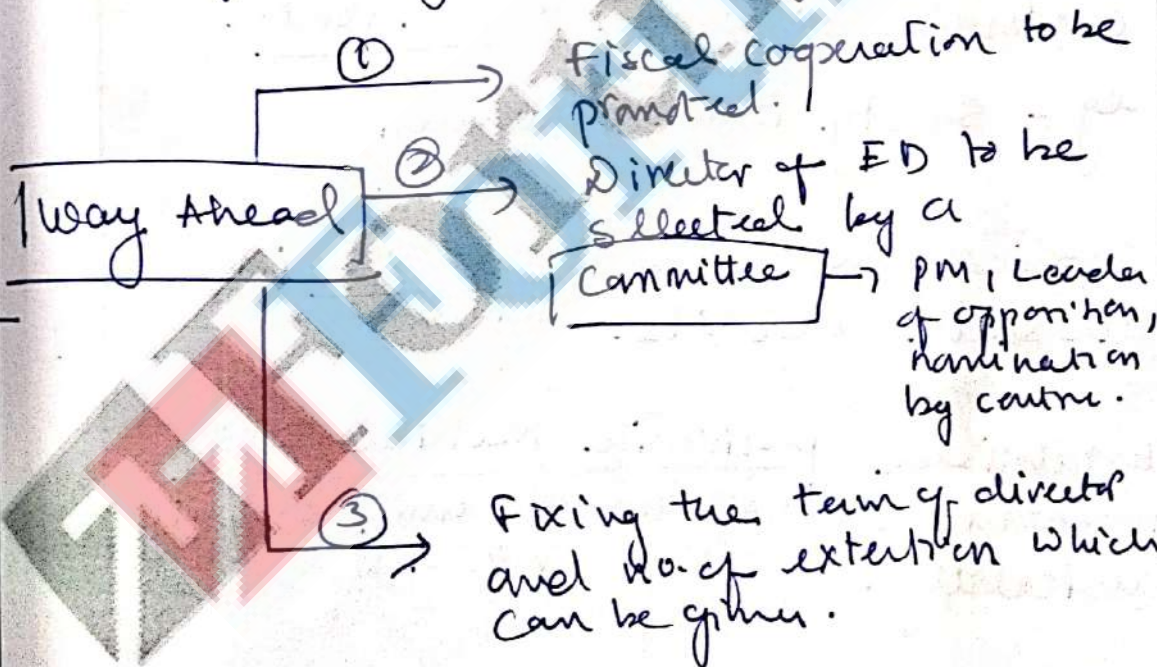 ①
Fiscal cooperation to be
promoted.
Way Ahead
②
Director of ED to be
selected by a
Committee → PM, Leader
of opposition,
nomination
by centre.
③
Fixing the term of director
and no. of extention which
can be given.